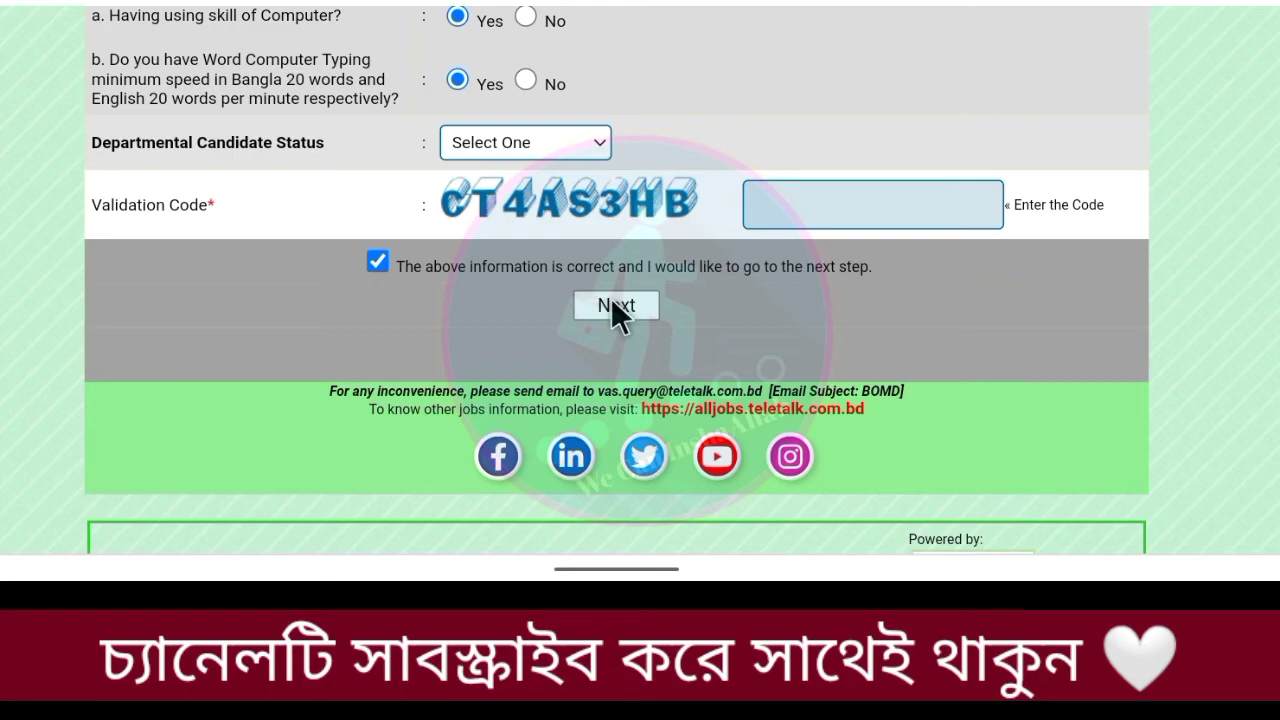 a. Having using skill of Computer? : Yes No
b. Do you have Word Computer Typing
minimum speed in Bangla 20 words and : Yes No
English 20 words per minute respectively?
Departmental Candidate Status : Select One
Validation Code* : CT4AS3HB « Enter the Code
The above information is correct and I would like to go to the next step.
Next
For any inconvenience, please send email to vas.query@teletalk.com.bd [Email Subject: BOMD]
To know other jobs information, please visit: https://alljobs.teletalk.com.bd
Powered by:
চ্যানেলটি সাবস্ক্রাইব করে সাথেই থাকুন